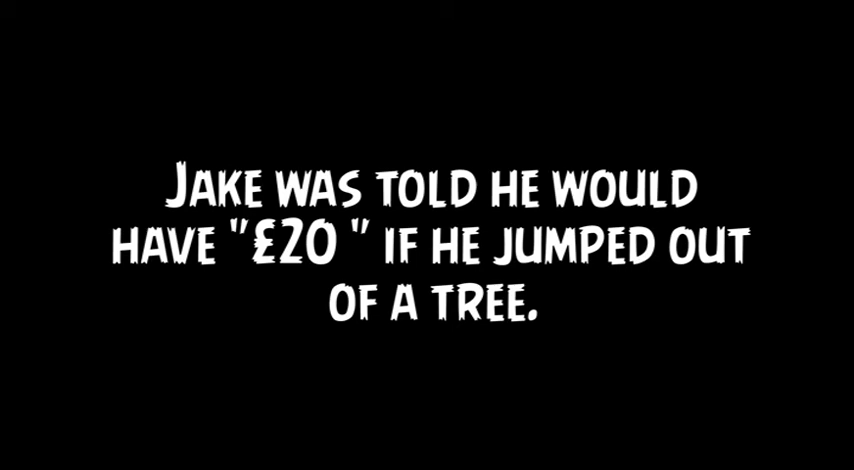 Jake was told he would
have "£20 " if he jumped out
of a tree.